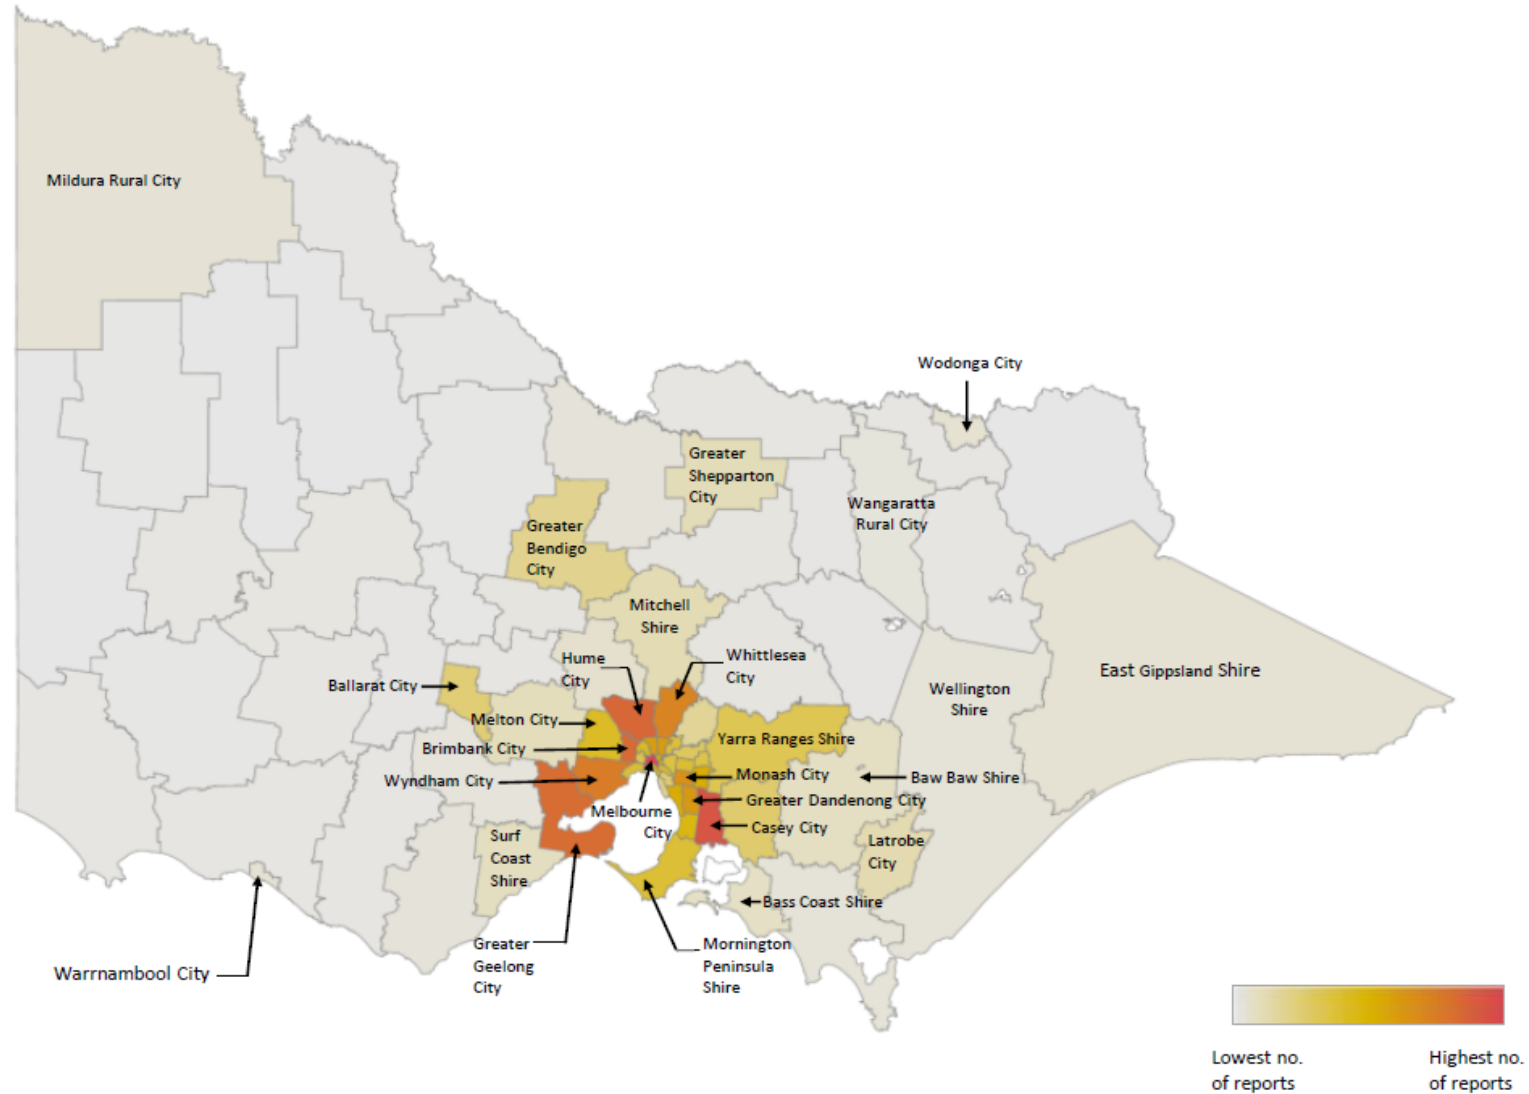 Mildura Rural City
Wodonga City
Greater
Shepparton
City
Wangaratta
Rural City
Greater
Bendigo
City
Mitchell
Shire
Hume
City
Whittlesea
City
East Gippsland Shire
Ballarat City
Wellington
Shire
Melton City
Yarra Ranges Shire
Brimbank City
Monash City
Baw Baw Shire
Wyndham City
Greater Dandenong City
Melbourne
City
Casey City
Surf
Coast
Shire
Latrobe
City
Bass Coast Shire
Greater
Geelong
City
Mornington
Peninsula
Shire
Warrnambool City
Lowest no.
of reports
Highest no.
of reports